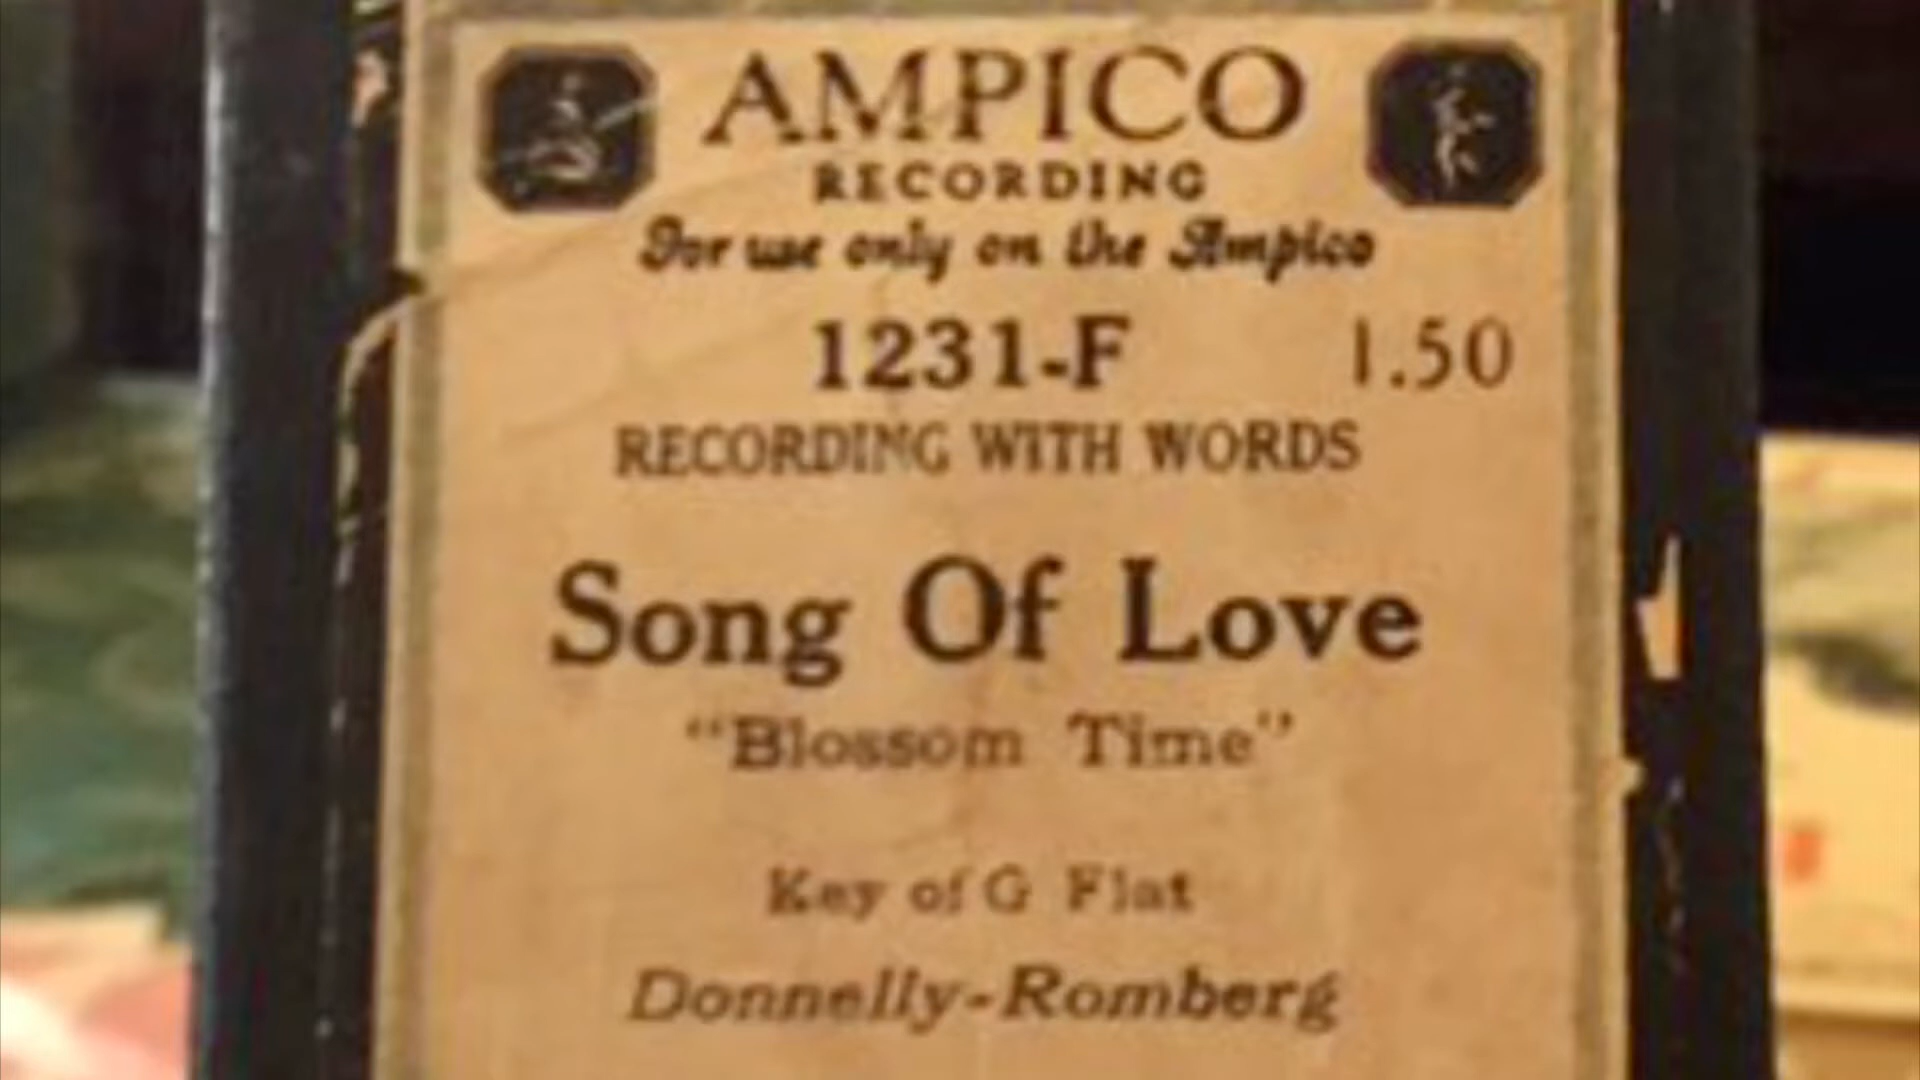 AMPICO
RECORDING
For use only on the Ampico
1231-F 1.50
RECORDING WITH WORDS
Song Of Love
"Blossom Time"
Key of G Flat
Donnelly-Romberg